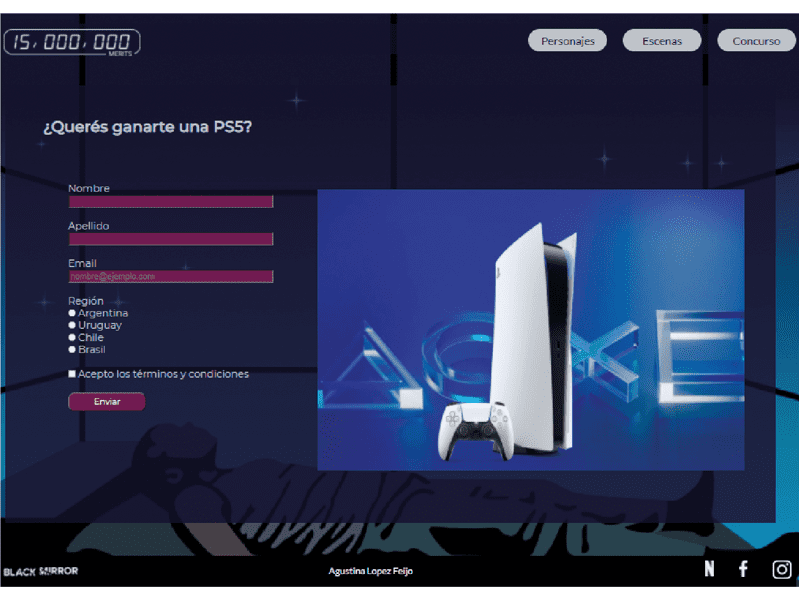 15,000,000
MERITS
Personajes
Escenas
Concurso
¿Querés ganarte una PS5?
Nombre
Apellido
Email
nombre@ejemplo.com
Región
Argentina
Uruguay
Chile
Brasil
Acepto los términos y condiciones
Enviar
BLACK MIRROR
Agustina Lopez Feijo
N
f